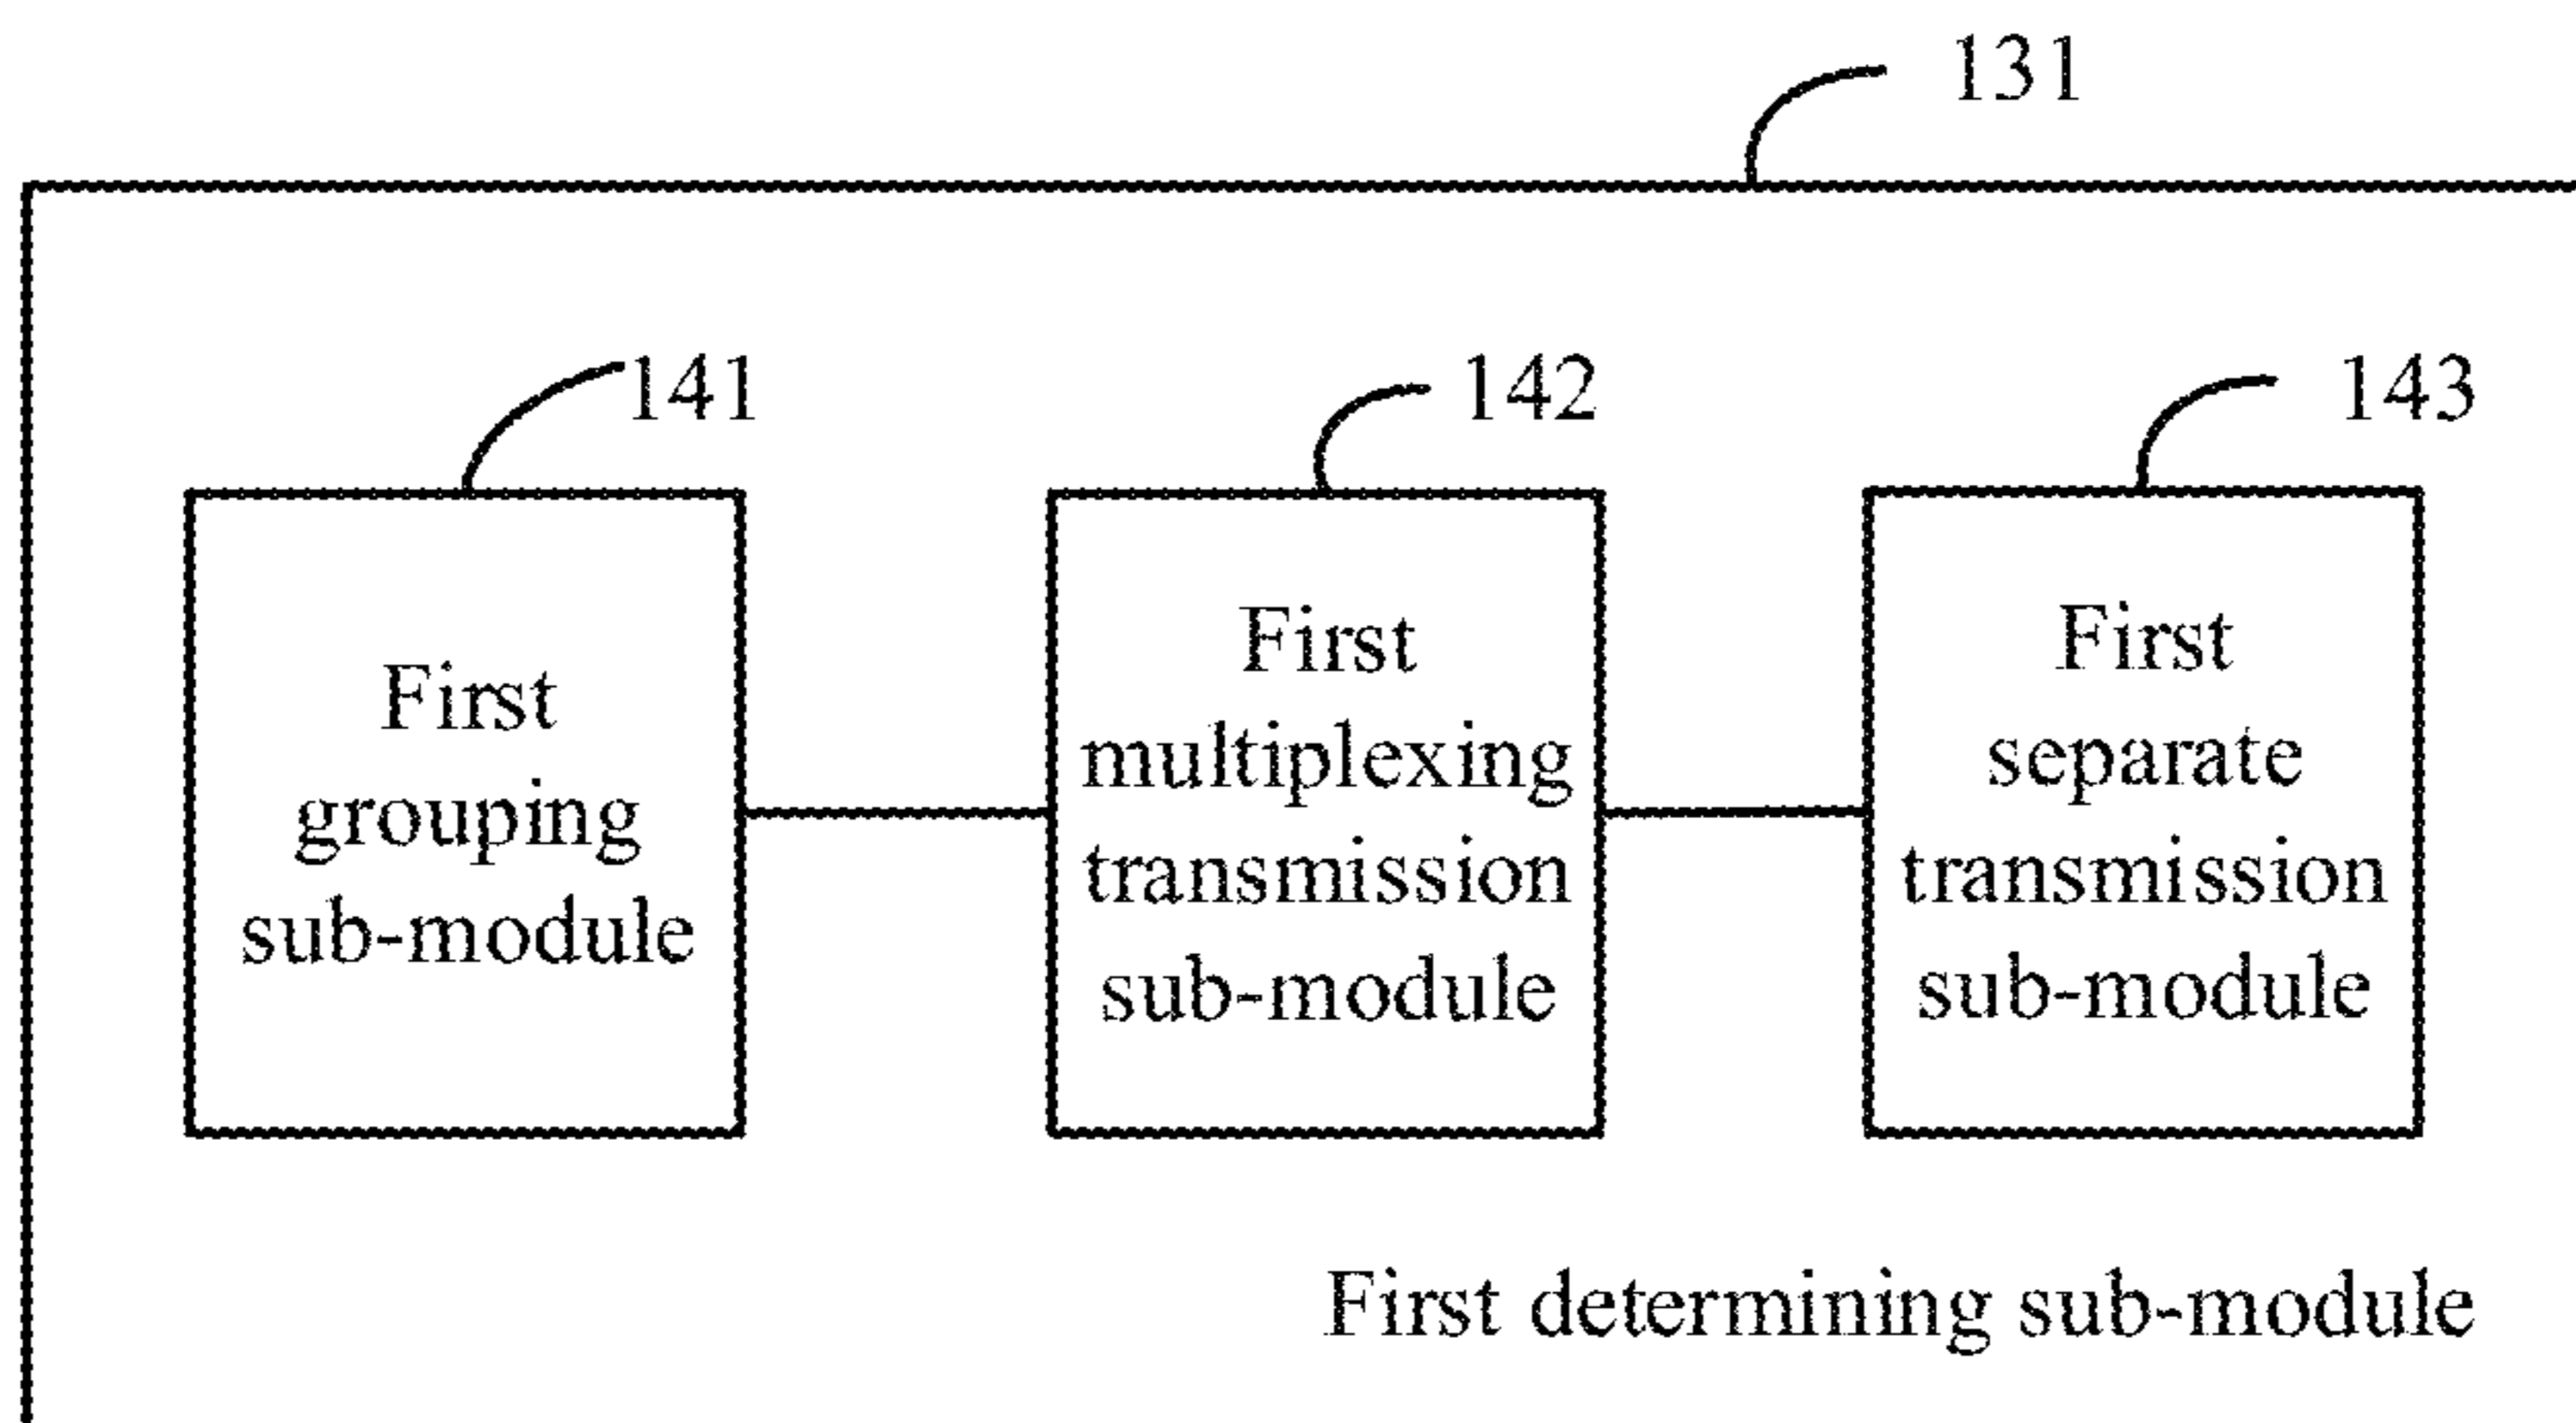 131
141
142
143
First
grouping
sub-module
First
multiplexing
transmission
sub-module
First
separate
transmission
sub-module
First determining sub-module